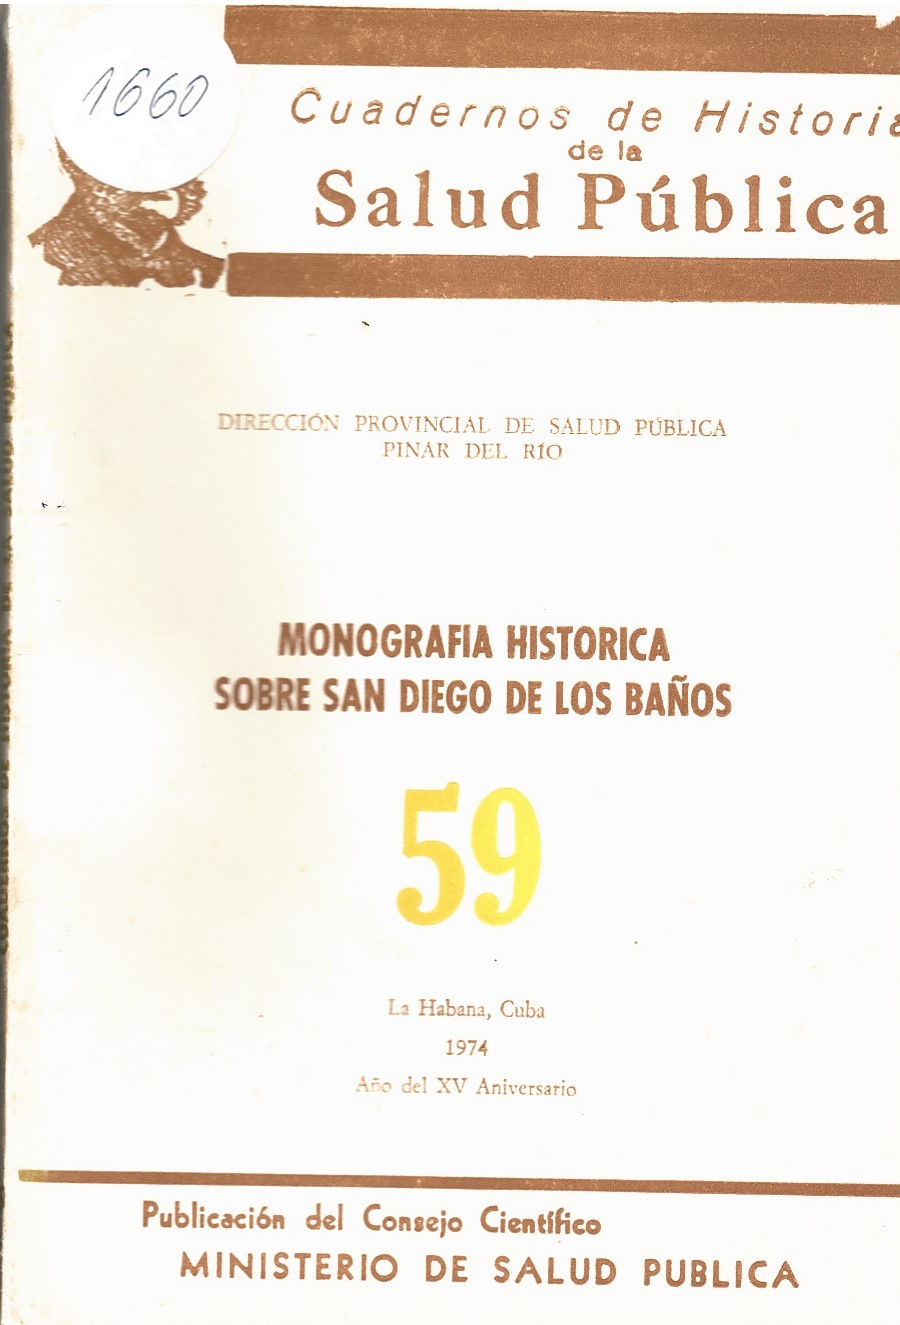 1660
Cuadernos de Historia
de la
Salud Pública
DIRECCIÓN PROVINCIAL DE SALUD PÚBLICA
PINAR DEL RÍO
MONOGRAFIA HISTORICA
SOBRE SAN DIEGO DE LOS BAÑOS
59
La Habana, Cuba
1974
Año del XV Aniversario
Publicación del Consejo Científico
MINISTERIO DE SALUD PUBLICA